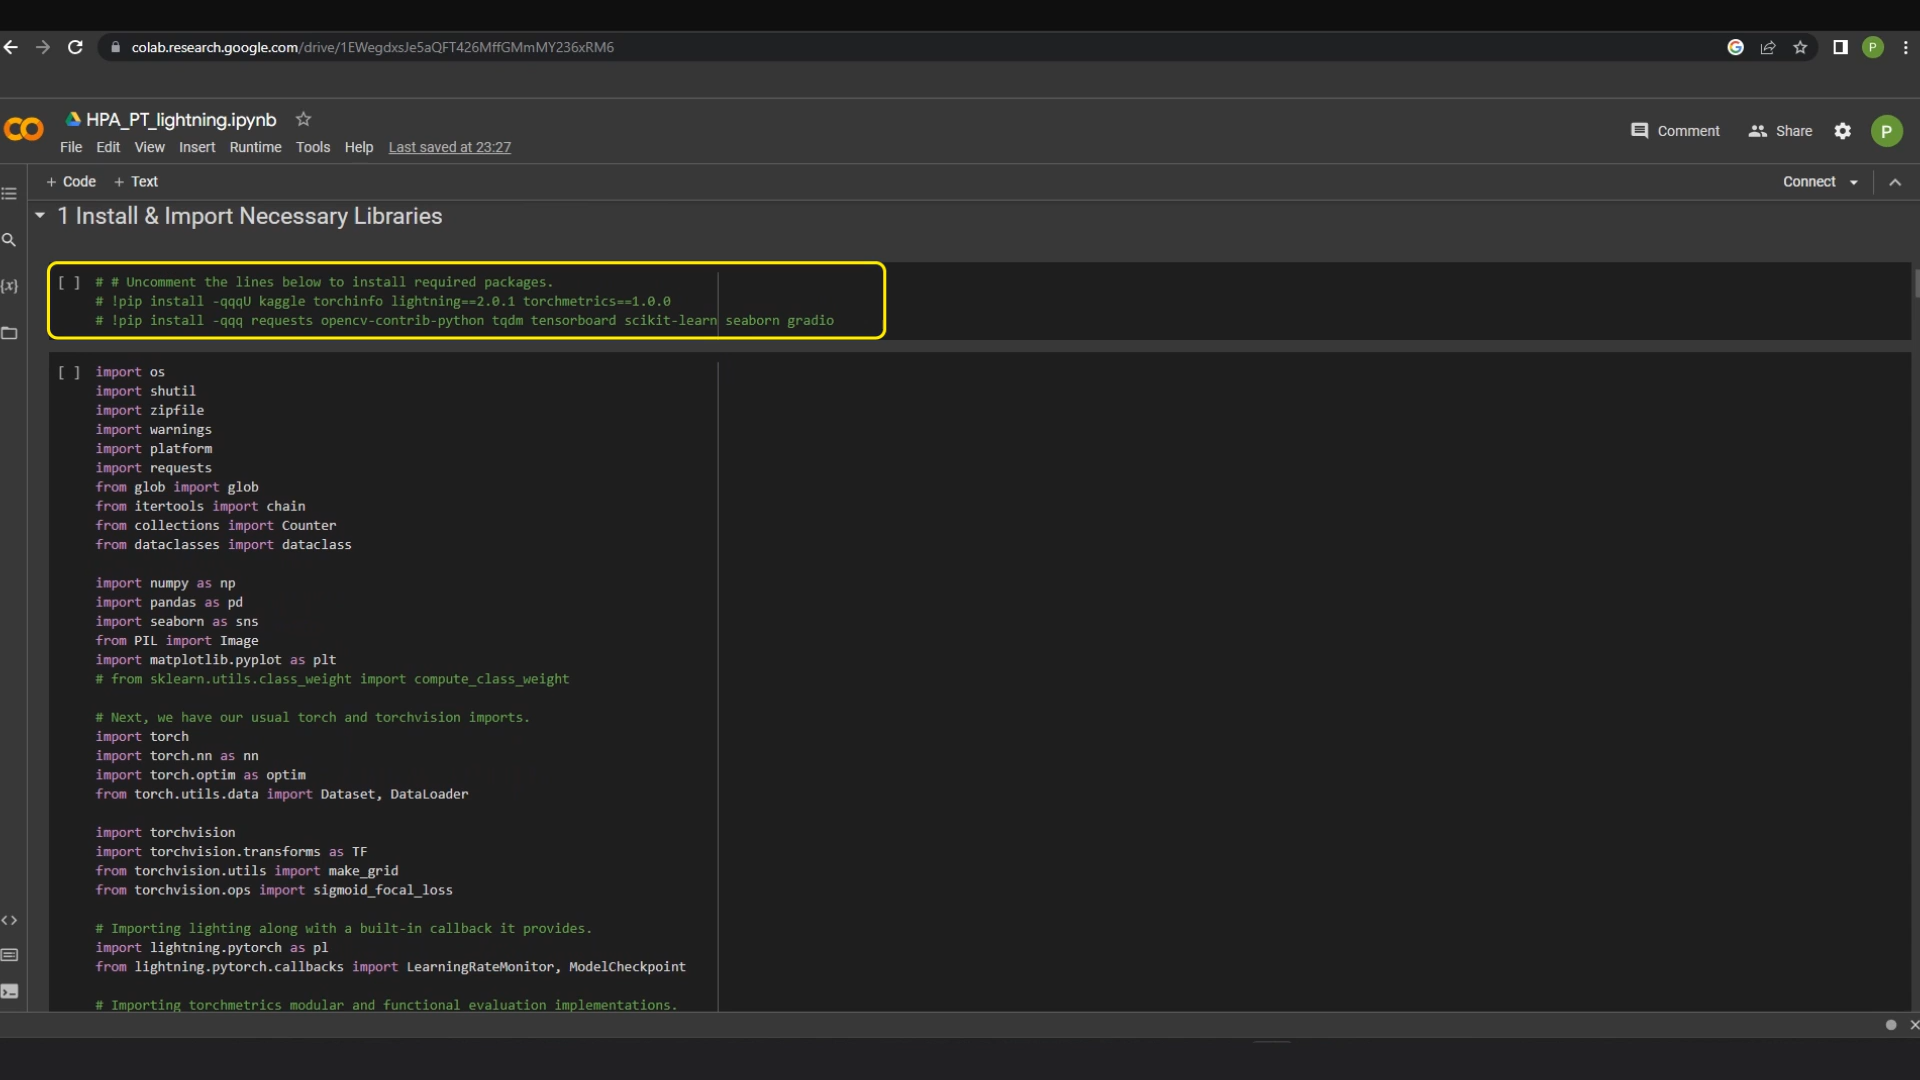 colab.research.google.com/drive/1EWegdxsJe5aQFT426MffGMmMY236xRM6
P
HPA_PT_lightning.ipynb
File Edit View Insert Runtime Tools Help Last saved at 23:27
Comment Share P
+ Code + Text
Connect
1 Install & Import Necessary Libraries
[ ] # # Uncomment the lines below to install required packages.
# !pip install -qqqU kaggle torchinfo lightning==2.0.1 torchmetrics==1.0.0
# !pip install -qqq requests opencv-contrib-python tqdm tensorboard scikit-learn seaborn gradio
[ ] import os
import shutil
import zipfile
import warnings
import platform
import requests
from glob import glob
from itertools import chain
from collections import Counter
from dataclasses import dataclass
import numpy as np
import pandas as pd
import seaborn as sns
from PIL import Image
import matplotlib.pyplot as plt
# from sklearn.utils.class_weight import compute_class_weight
# Next, we have our usual torch and torchvision imports.
import torch
import torch.nn as nn
import torch.optim as optim
from torch.utils.data import Dataset, DataLoader
import torchvision
import torchvision.transforms as TF
from torchvision.utils import make_grid
from torchvision.ops import sigmoid_focal_loss
# Importing lighting along with a built-in callback it provides.
import lightning.pytorch as pl
from lightning.pytorch.callbacks import LearningRateMonitor, ModelCheckpoint
# Importing torchmetrics modular and functional evaluation implementations.